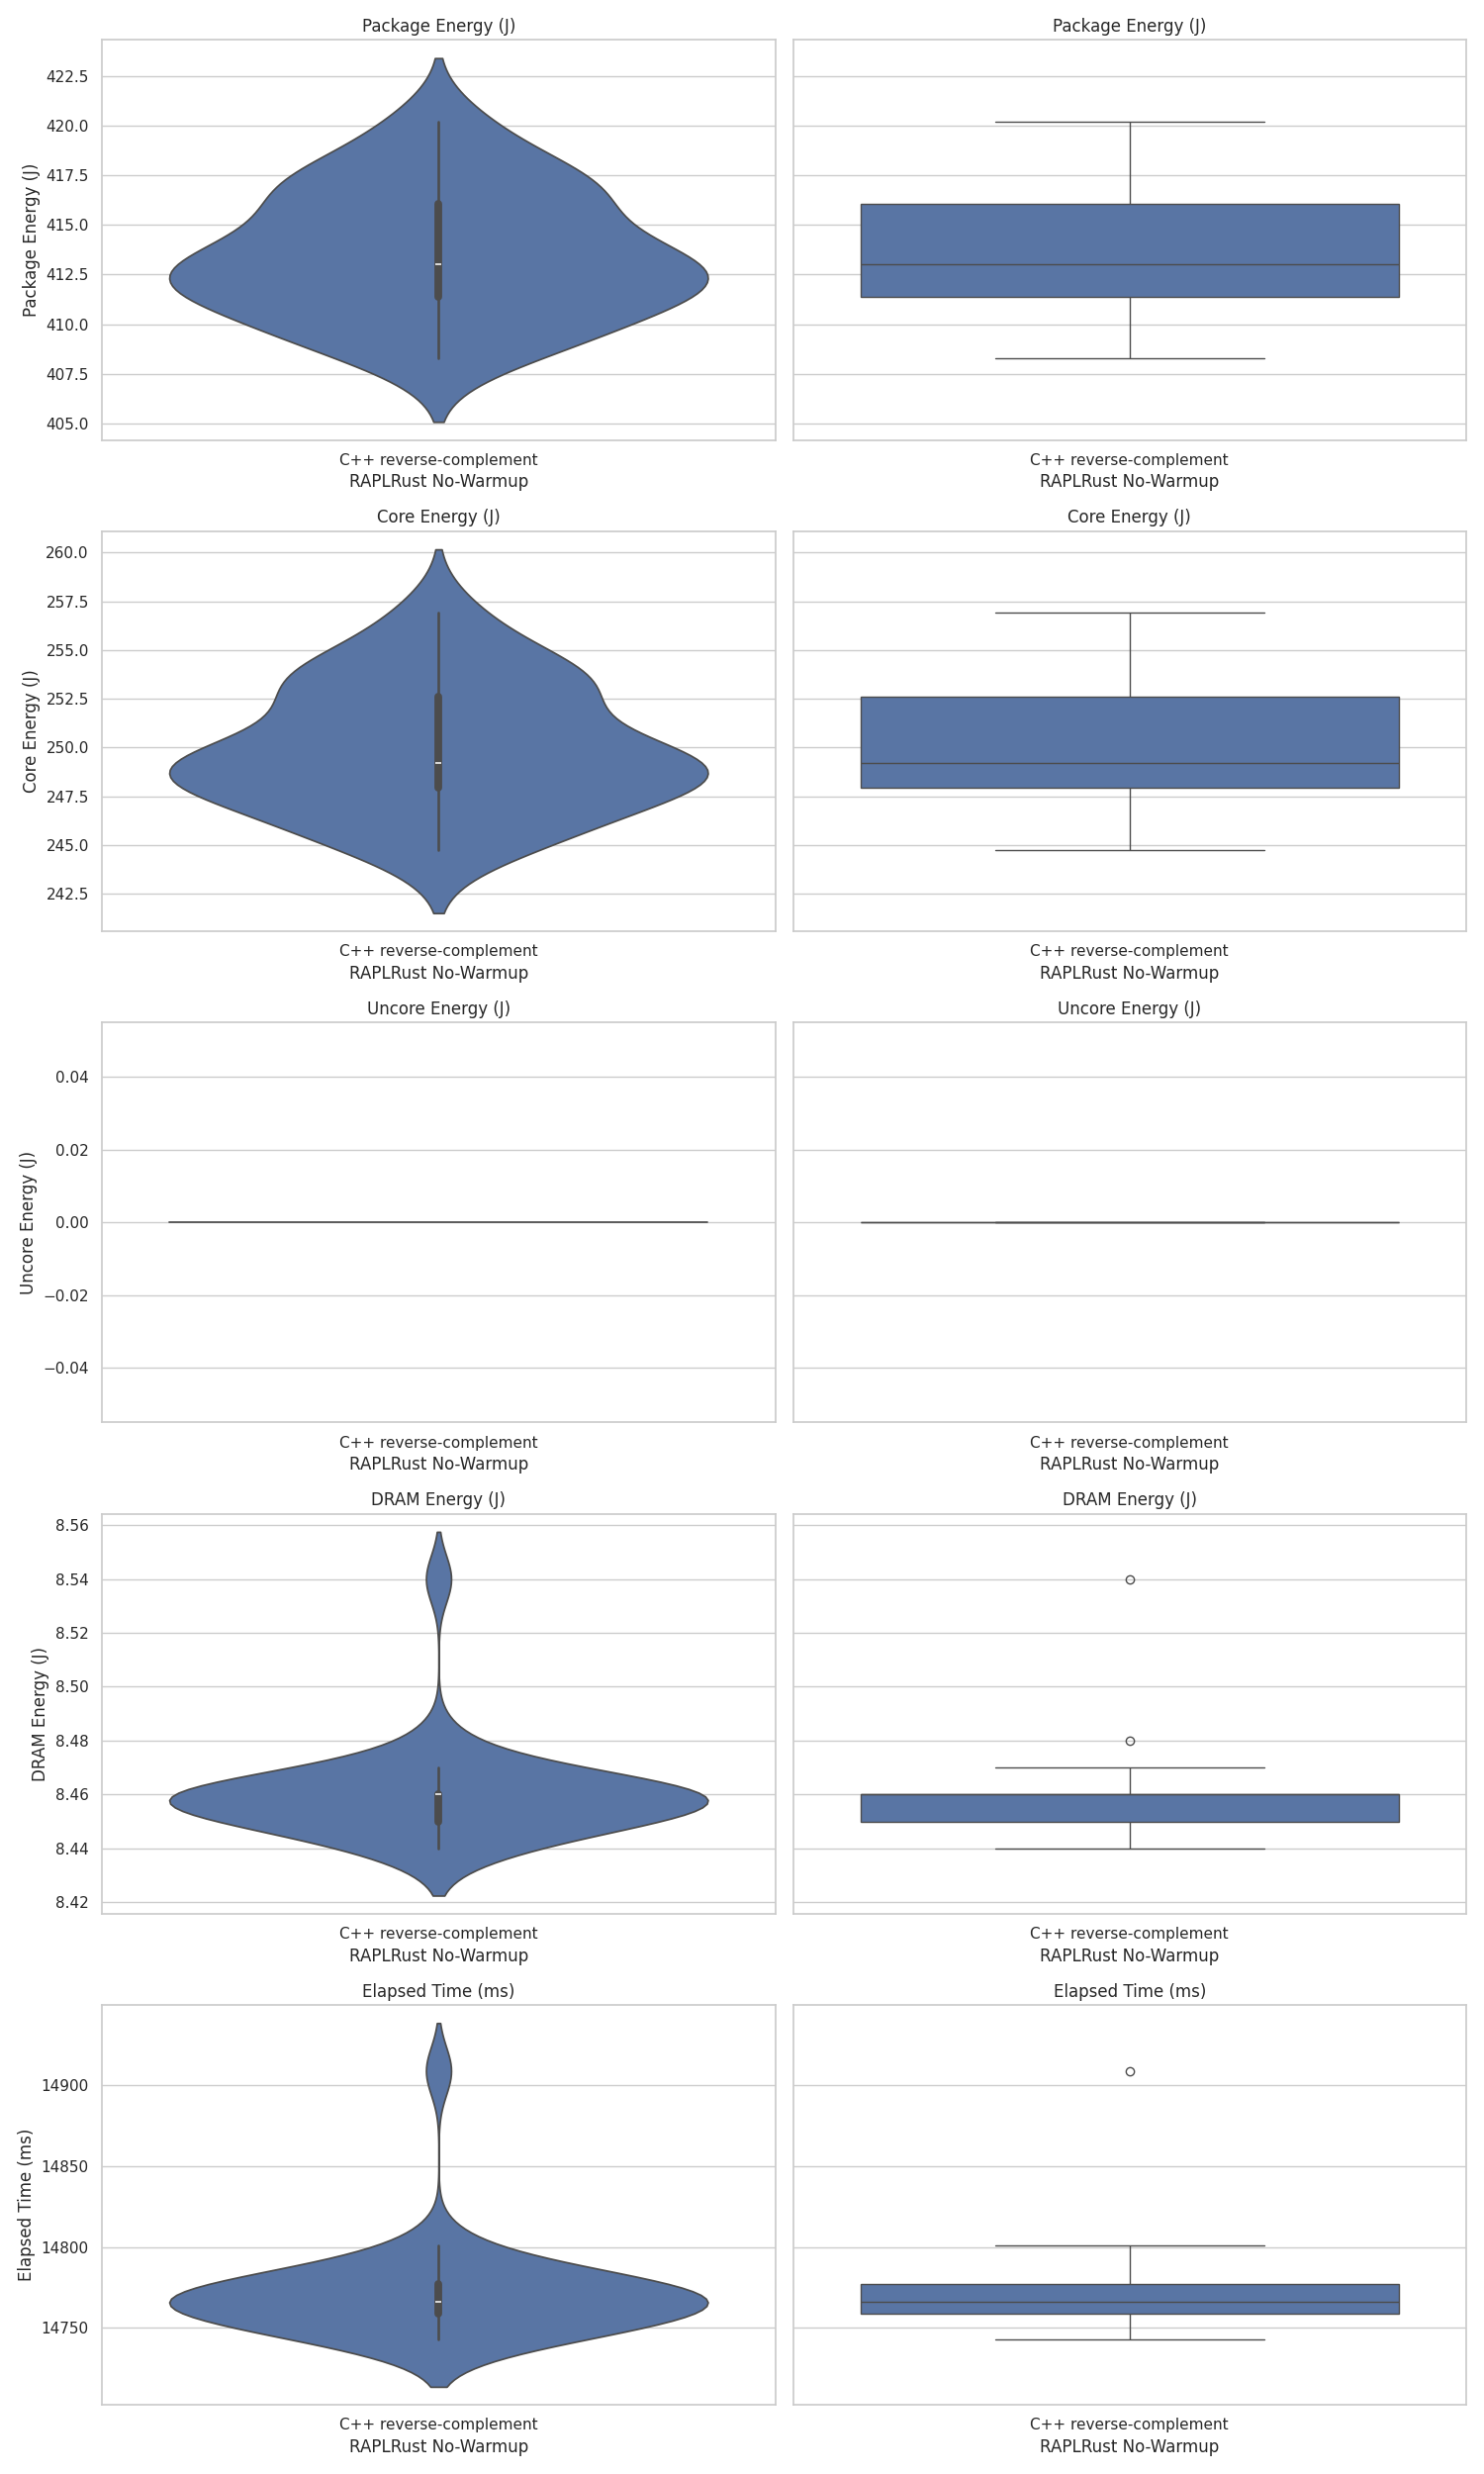 Package Energy (J)
Package Energy (J)
Package Energy (J)
422.5
420.0
417.5
415.0
412.5
410.0
407.5
405.0
C++ reverse-complement
RAPLRust No-Warmup
C++ reverse-complement
RAPLRust No-Warmup
Core Energy (J)
Core Energy (J)
Core Energy (J)
260.0
257.5
255.0
252.5
250.0
247.5
245.0
242.5
C++ reverse-complement
RAPLRust No-Warmup
C++ reverse-complement
RAPLRust No-Warmup
Uncore Energy (J)
Uncore Energy (J)
Uncore Energy (J)
0.04
0.02
0.00
−0.02
−0.04
C++ reverse-complement
RAPLRust No-Warmup
C++ reverse-complement
RAPLRust No-Warmup
DRAM Energy (J)
DRAM Energy (J)
DRAM Energy (J)
8.56
8.54
8.52
8.50
8.48
8.46
8.44
8.42
C++ reverse-complement
RAPLRust No-Warmup
C++ reverse-complement
RAPLRust No-Warmup
Elapsed Time (ms)
Elapsed Time (ms)
Elapsed Time (ms)
14900
14850
14800
14750
C++ reverse-complement
RAPLRust No-Warmup
C++ reverse-complement
RAPLRust No-Warmup